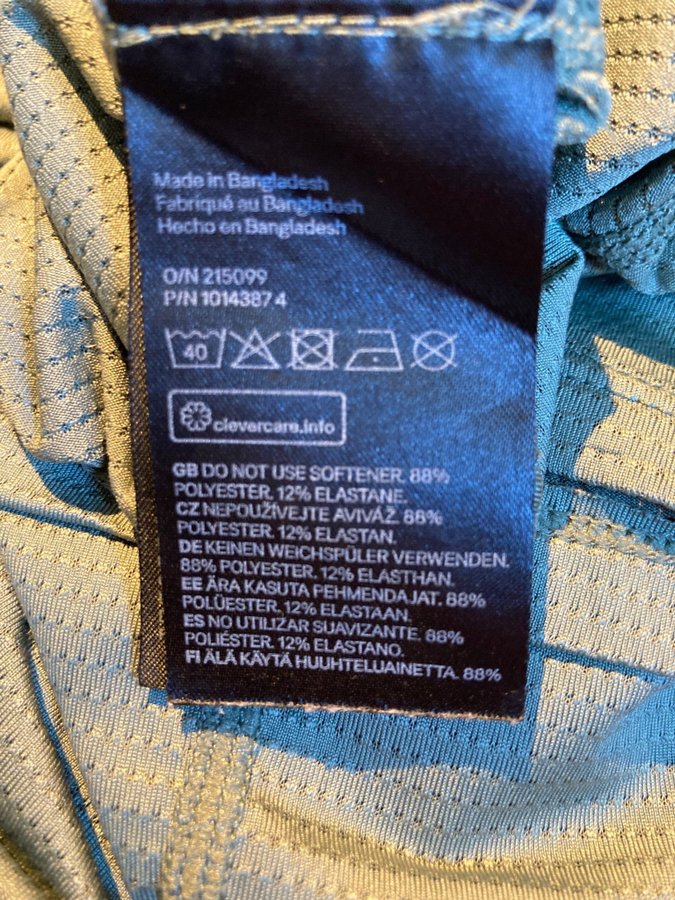 Made in Bangladesh
Fabriqué au Bangladesh
Hecho en Bangladesh
O/N 215099
P/N 1014387 4
40
clevercare.info
GB DO NOT USE SOFTENER. 88%
POLYESTER, 12% ELASTANE.
CZ NEPOUŽÍVEJTE AVIVÁŽ. 88%
POLYESTER. 12% ELASTAN.
DE KEINEN WEICHSPÜLER VERWENDEN.
88% POLYESTER. 12% ELASTHAN.
EE ÄRA KASUTA PEHMENDAJAT. 88%
POLÜESTER. 12% ELASTAAN.
ES NO UTILIZAR SUAVIZANTE. 88%
POLIÉSTER. 12% ELASTANO.
FI ÄLÄ KÄYTÄ HUUHTELUAINETTA. 88%